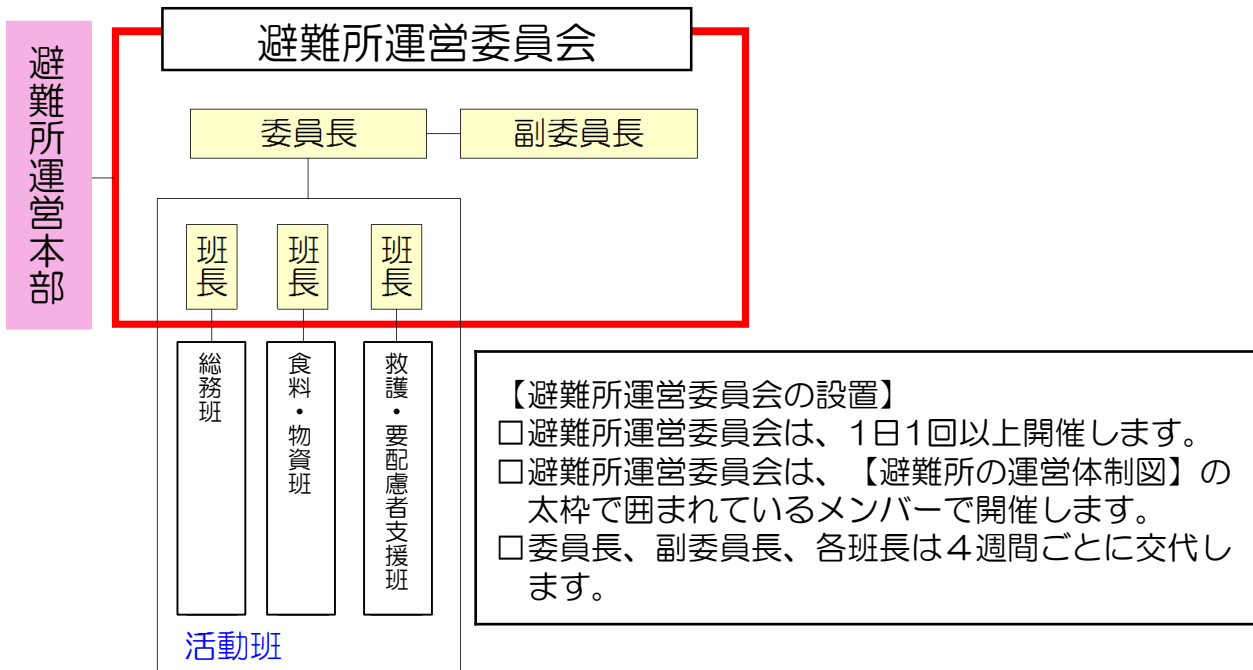 避難所運営本部
避難所運営委員会
委員長
副委員長
班長
班長
班長
総務班
食料・物資班
救護・要配慮者支援班
活動班
【避難所運営委員会の設置】
□避難所運営委員会は、1日1回以上開催します。
□避難所運営委員会は、【避難所の運営体制図】の
太枠で囲まれているメンバーで開催します。
□委員長、副委員長、各班長は４週間ごとに交代し
ます。